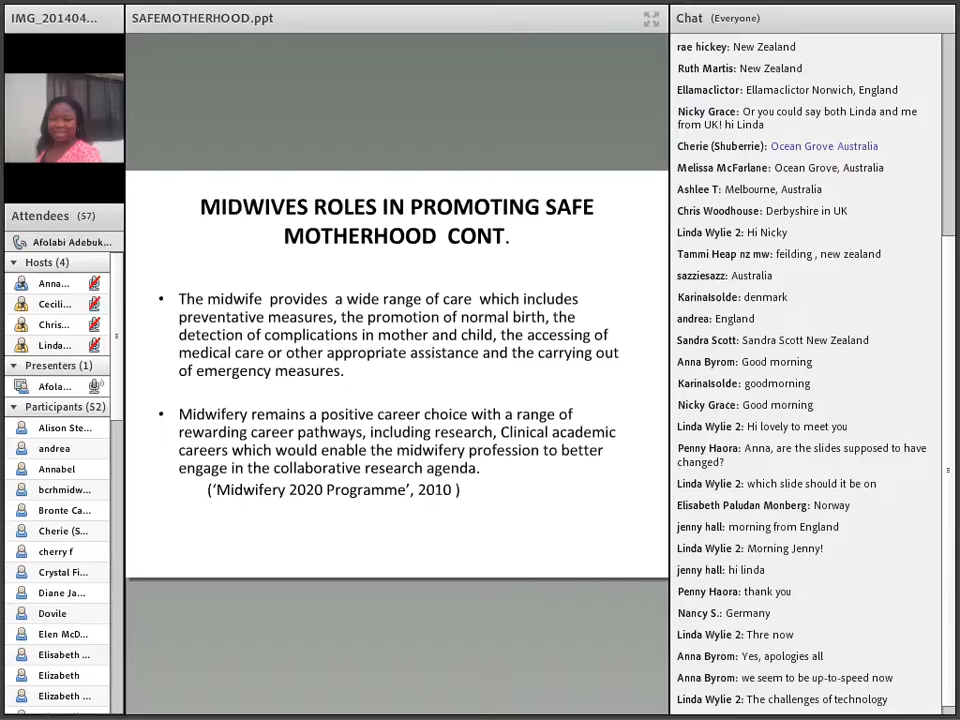 IMG_201404...
SAFEMOTHERHOOD.ppt
Chat (Everyone)
Attendees (57)
Afolabi Adebuk...
Hosts (4)
Anna...
Cecili...
Chris...
Linda...
Presenters (1)
Afola...
Participants (52)
Alison Ste...
andrea
Annabel
bcrhmidw...
Bronte Ca...
Cherie (S...
cherry f
Crystal Fi...
Diane Ja...
Dovile
Elen McD...
Elisabeth ...
Elizabeth
Elizabeth ...
MIDWIVES ROLES IN PROMOTING SAFE
MOTHERHOOD CONT.
• The midwife provides a wide range of care which includes
preventative measures, the promotion of normal birth, the
detection of complications in mother and child, the accessing of
medical care or other appropriate assistance and the carrying out
of emergency measures.
• Midwifery remains a positive career choice with a range of
rewarding career pathways, including research, Clinical academic
careers which would enable the midwifery profession to better
engage in the collaborative research agenda.
(‘Midwifery 2020 Programme’, 2010 )
rae hickey: New Zealand
Ruth Martis: New Zealand
Ellamaclictor: Ellamaclictor Norwich, England
Nicky Grace: Or you could say both Linda and me
from UK! hi Linda
Cherie (Shuberrie): Ocean Grove Australia
Melissa McFarlane: Ocean Grove, Australia
Ashlee T: Melbourne, Australia
Chris Woodhouse: Derbyshire in UK
Linda Wylie 2: Hi Nicky
Tammi Heap nz mw: feilding , new zealand
sazziesazz: Australia
KarinaIsolde: denmark
andrea: England
Sandra Scott: Sandra Scott New Zealand
Anna Byrom: Good morning
KarinaIsolde: goodmorning
Nicky Grace: Good morning
Linda Wylie 2: Hi lovely to meet you
Penny Haora: Anna, are the slides supposed to have
changed?
Linda Wylie 2: which slide should it be on
Elisabeth Paludan Monberg: Norway
jenny hall: morning from England
Linda Wylie 2: Morning Jenny!
jenny hall: hi linda
Penny Haora: thank you
Nancy S.: Germany
Linda Wylie 2: Thre now
Anna Byrom: Yes, apologies all
Anna Byrom: we seem to be up-to-speed now
Linda Wylie 2: The challenges of technology